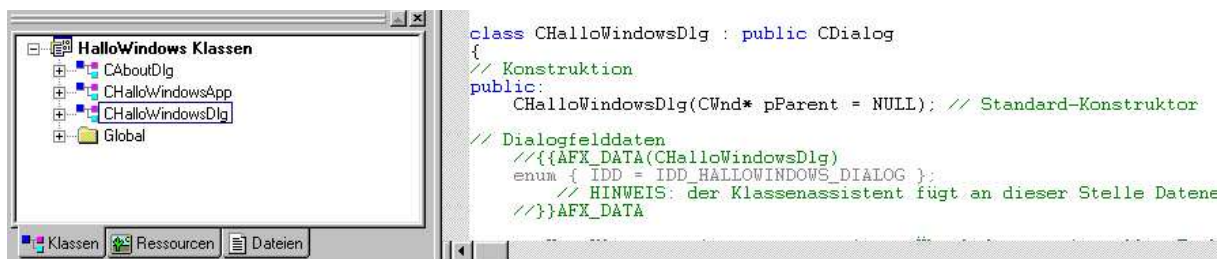 HalloWindows Klassen
CAboutDlg
CHalloWindowsApp
CHalloWindowsDlg
Global
Klassen Ressourcen Dateien
class CHalloWindowsDlg : public CDialog
{
// Konstruktion
public:
CHalloWindowsDlg(CWnd* pParent = NULL); // Standard-Konstruktor
// Dialogfelddaten
//{{AFX_DATA(CHalloWindowsDlg)
enum { IDD = IDD_HALLOWINDOWS_DIALOG };
// HINWEIS: der Klassenassistent fügt an dieser Stelle Datene
//}}AFX_DATA